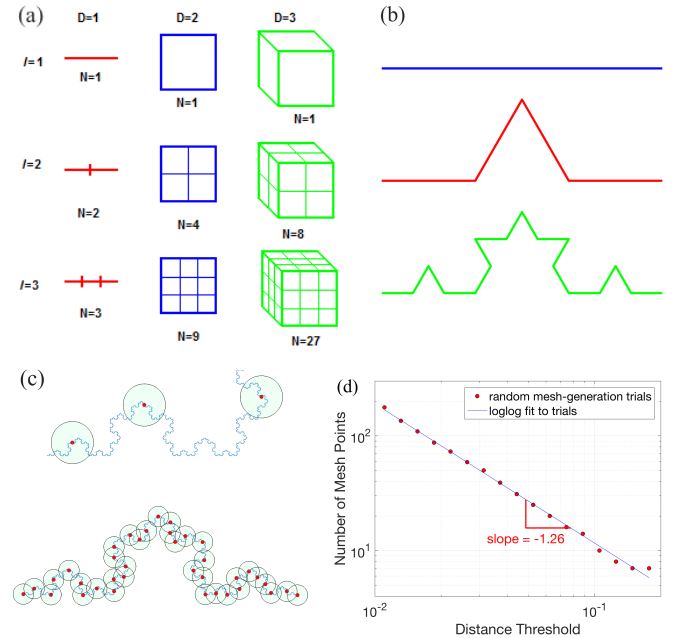 (a)
D=1 D=2 D=3
l=1
N=1
N=1
N=1
l=2
N=2
N=4
N=8
l=3
N=3
N=9
N=27
(b)
(c)
(d)
random mesh-generation trials
loglog fit to trials
Number of Mesh Points
10²
10¹
slope = -1.26
10⁻² 10⁻¹
Distance Threshold